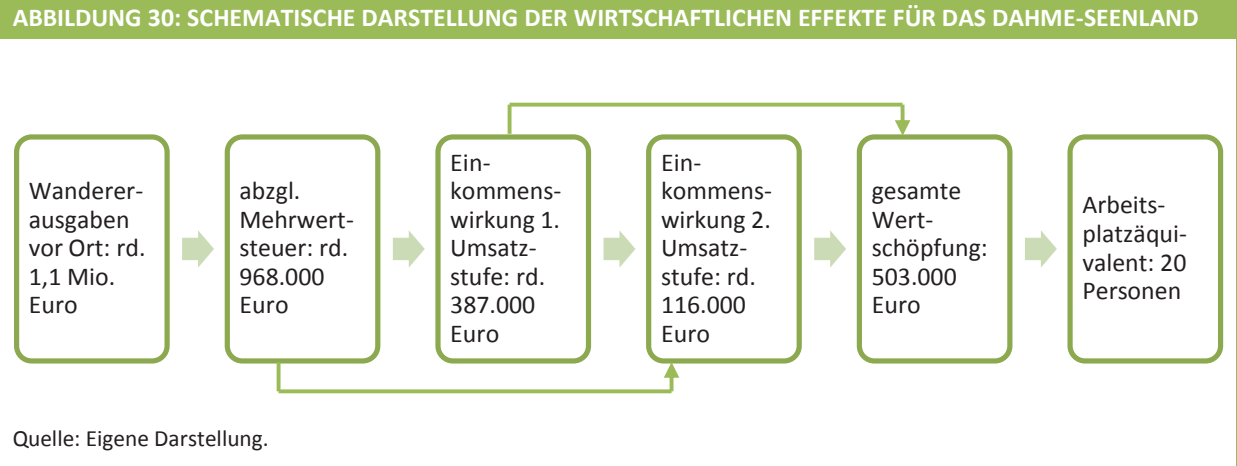 ABBILDUNG 30: SCHEMATISCHE DARSTELLUNG DER WIRTSCHAFTLICHEN EFFEKTE FÜR DAS DAHME-SEENLAND
Wanderer-
ausgaben
vor Ort: rd.
1,1 Mio.
Euro
abzgl.
Mehrwert-
steuer: rd.
968.000
Euro
Ein-
kommens-
wirkung 1.
Umsatz-
stufe: rd.
387.000
Euro
Ein-
kommens-
wirkung 2.
Umsatz-
stufe: rd.
116.000
Euro
gesamte
Wert-
schöpfung:
503.000
Euro
Arbeits-
platzäqui-
valent: 20
Personen
Quelle: Eigene Darstellung.